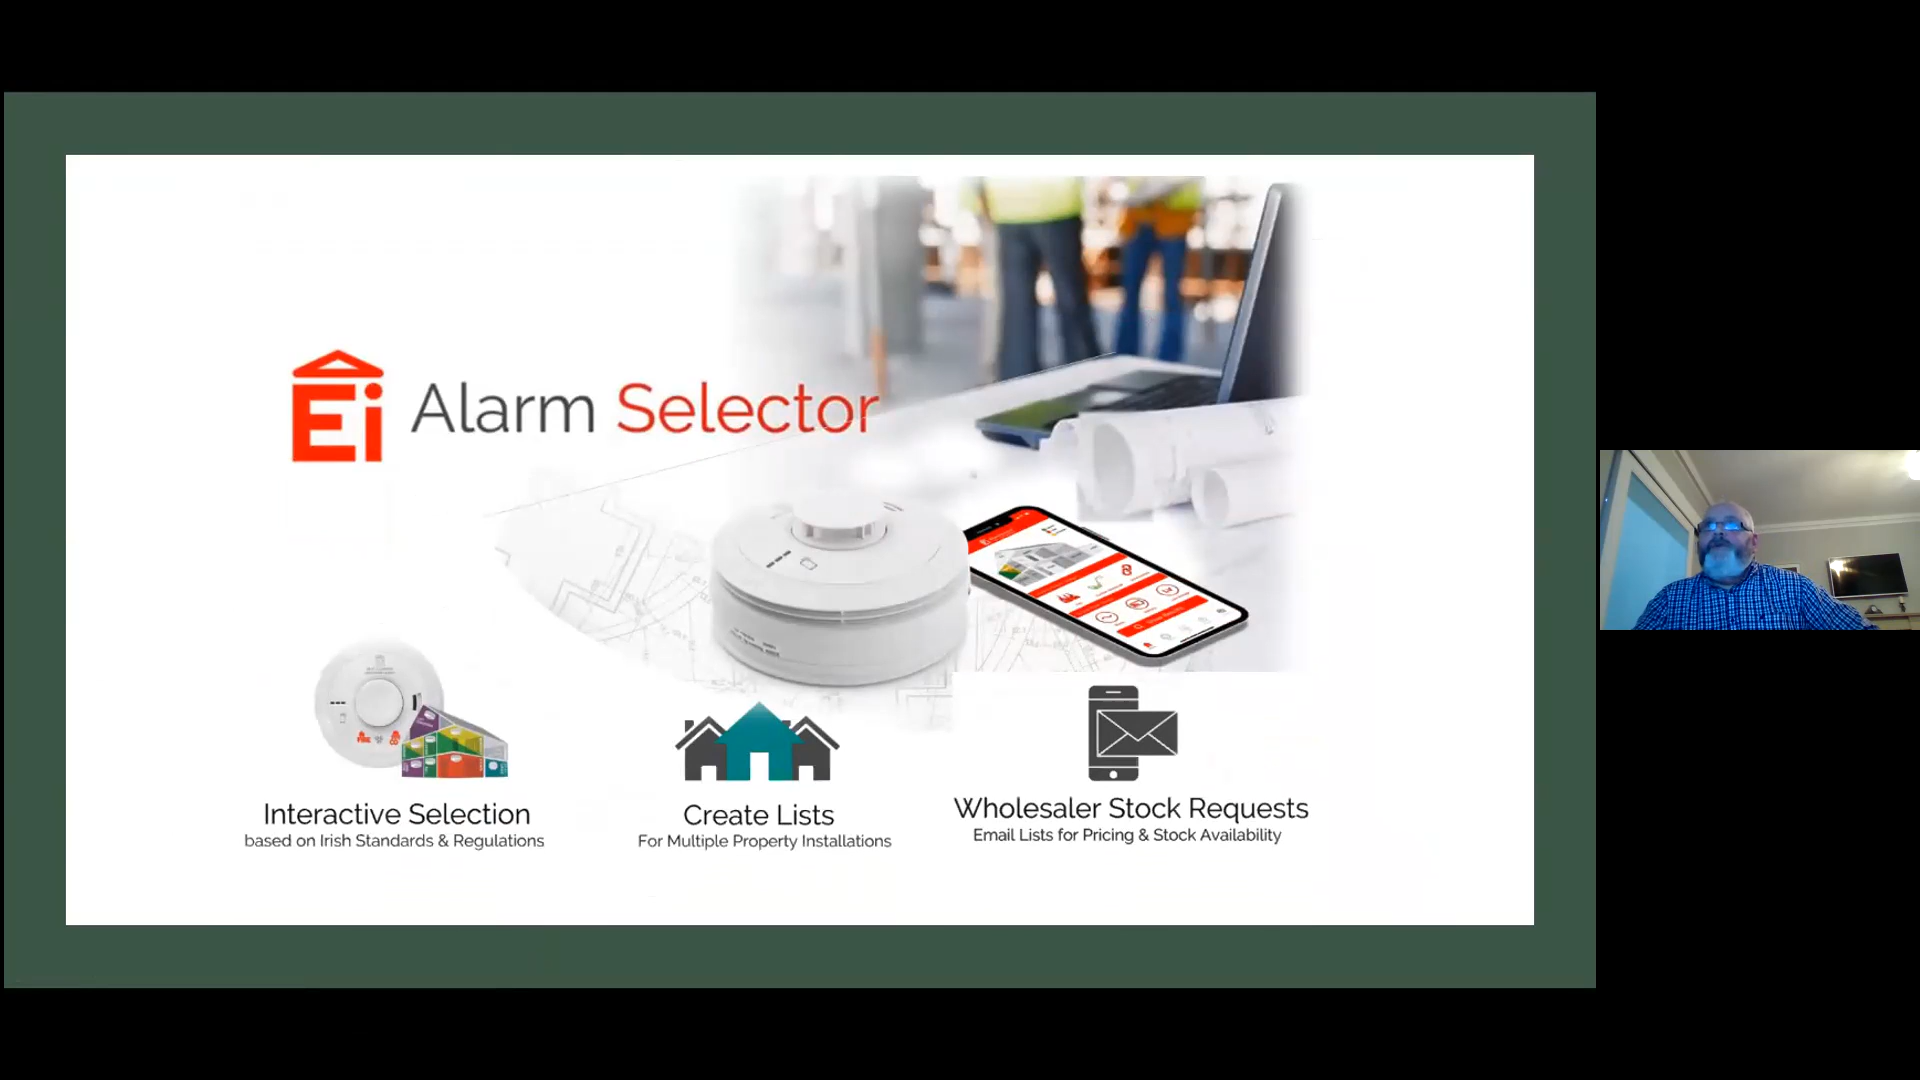 Ei Alarm Selector
Interactive Selection
based on Irish Standards & Regulations
Create Lists
For Multiple Property Installations
Wholesaler Stock Requests
Email Lists for Pricing & Stock Availability